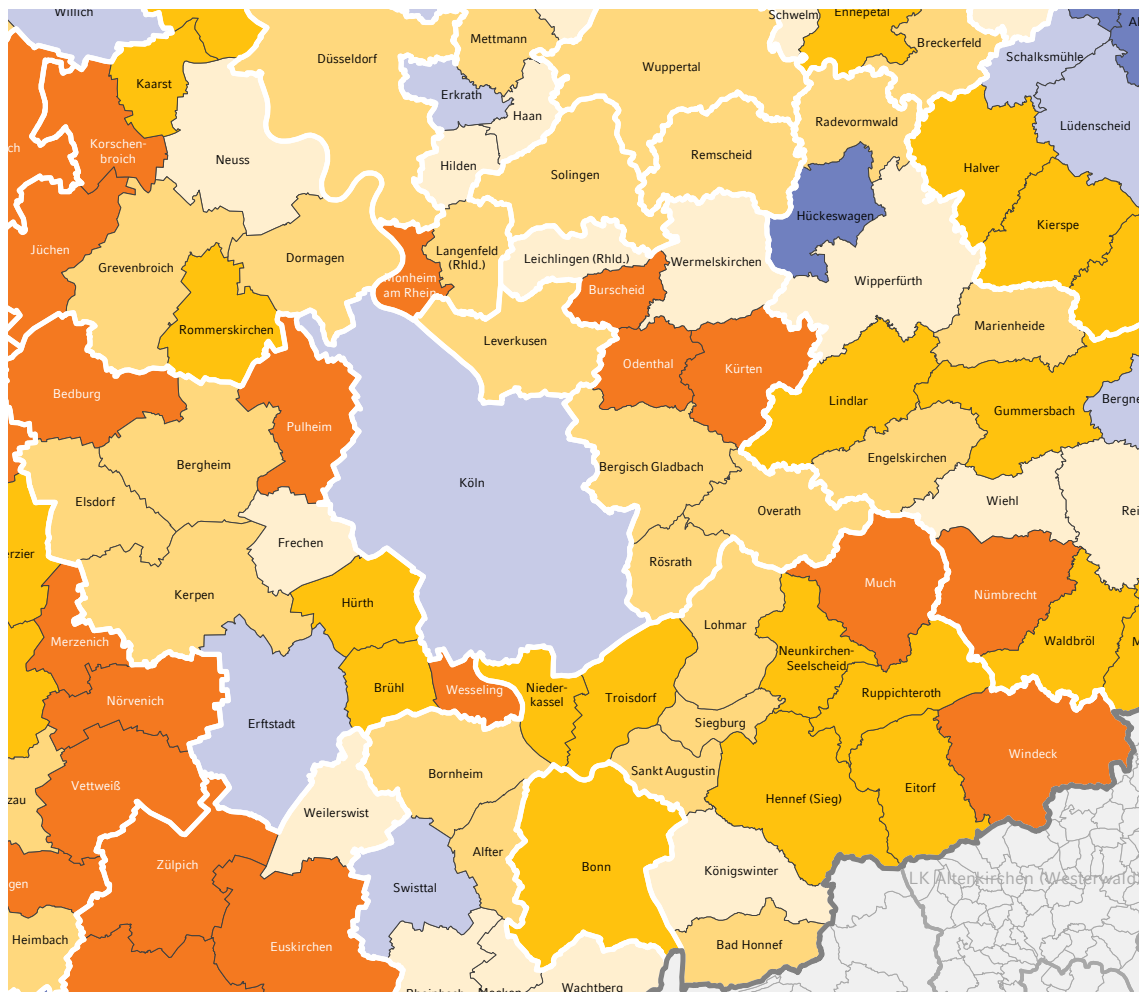 Willich
Schwelm
Ennepetal
Düsseldorf
Mettmann
Breckerfeld
Wuppertal
Schalksmühle
Kaarst
Erkrath
Haan
Radevormwald
Lüdenscheid
Korschen-
broich
Neuss
Hilden
Remscheid
Solingen
Halver
Hückeswagen
Kierspe
Jüchen
Grevenbroich
Dormagen
Langenfeld
(Rhld.)
Leichlingen (Rhld.)
Wermelskirchen
Monheim
am Rhein
Burscheid
Wipperfürth
Rommerskirchen
Leverkusen
Marienheide
Odenthal
Kürten
Bedburg
Lindlar
Gummersbach
Bergne
Pulheim
Bergheim
Köln
Bergisch Gladbach
Engelskirchen
Elsdorf
Overath
Wiehl
Rei
Frechen
erzier
Rösrath
Kerpen
Hürth
Much
Nümbrecht
Lohmar
Merzenich
Neunkirchen-
Seelscheid
Waldbröl
M
Nörvenich
Brühl
Wesseling
Nieder-
kassel
Troisdorf
Ruppichteroth
Erftstadt
Siegburg
Windeck
Bornheim
Sankt Augustin
Vettweiß
Hennef (Sieg)
Eitorf
zau
Weilerswist
Zülpich
Alfter
Bonn
Königswinter
LK Altenkirchen (Westerwald)
gen
Swisttal
Heimbach
Euskirchen
Bad Honnef
Wachtberg